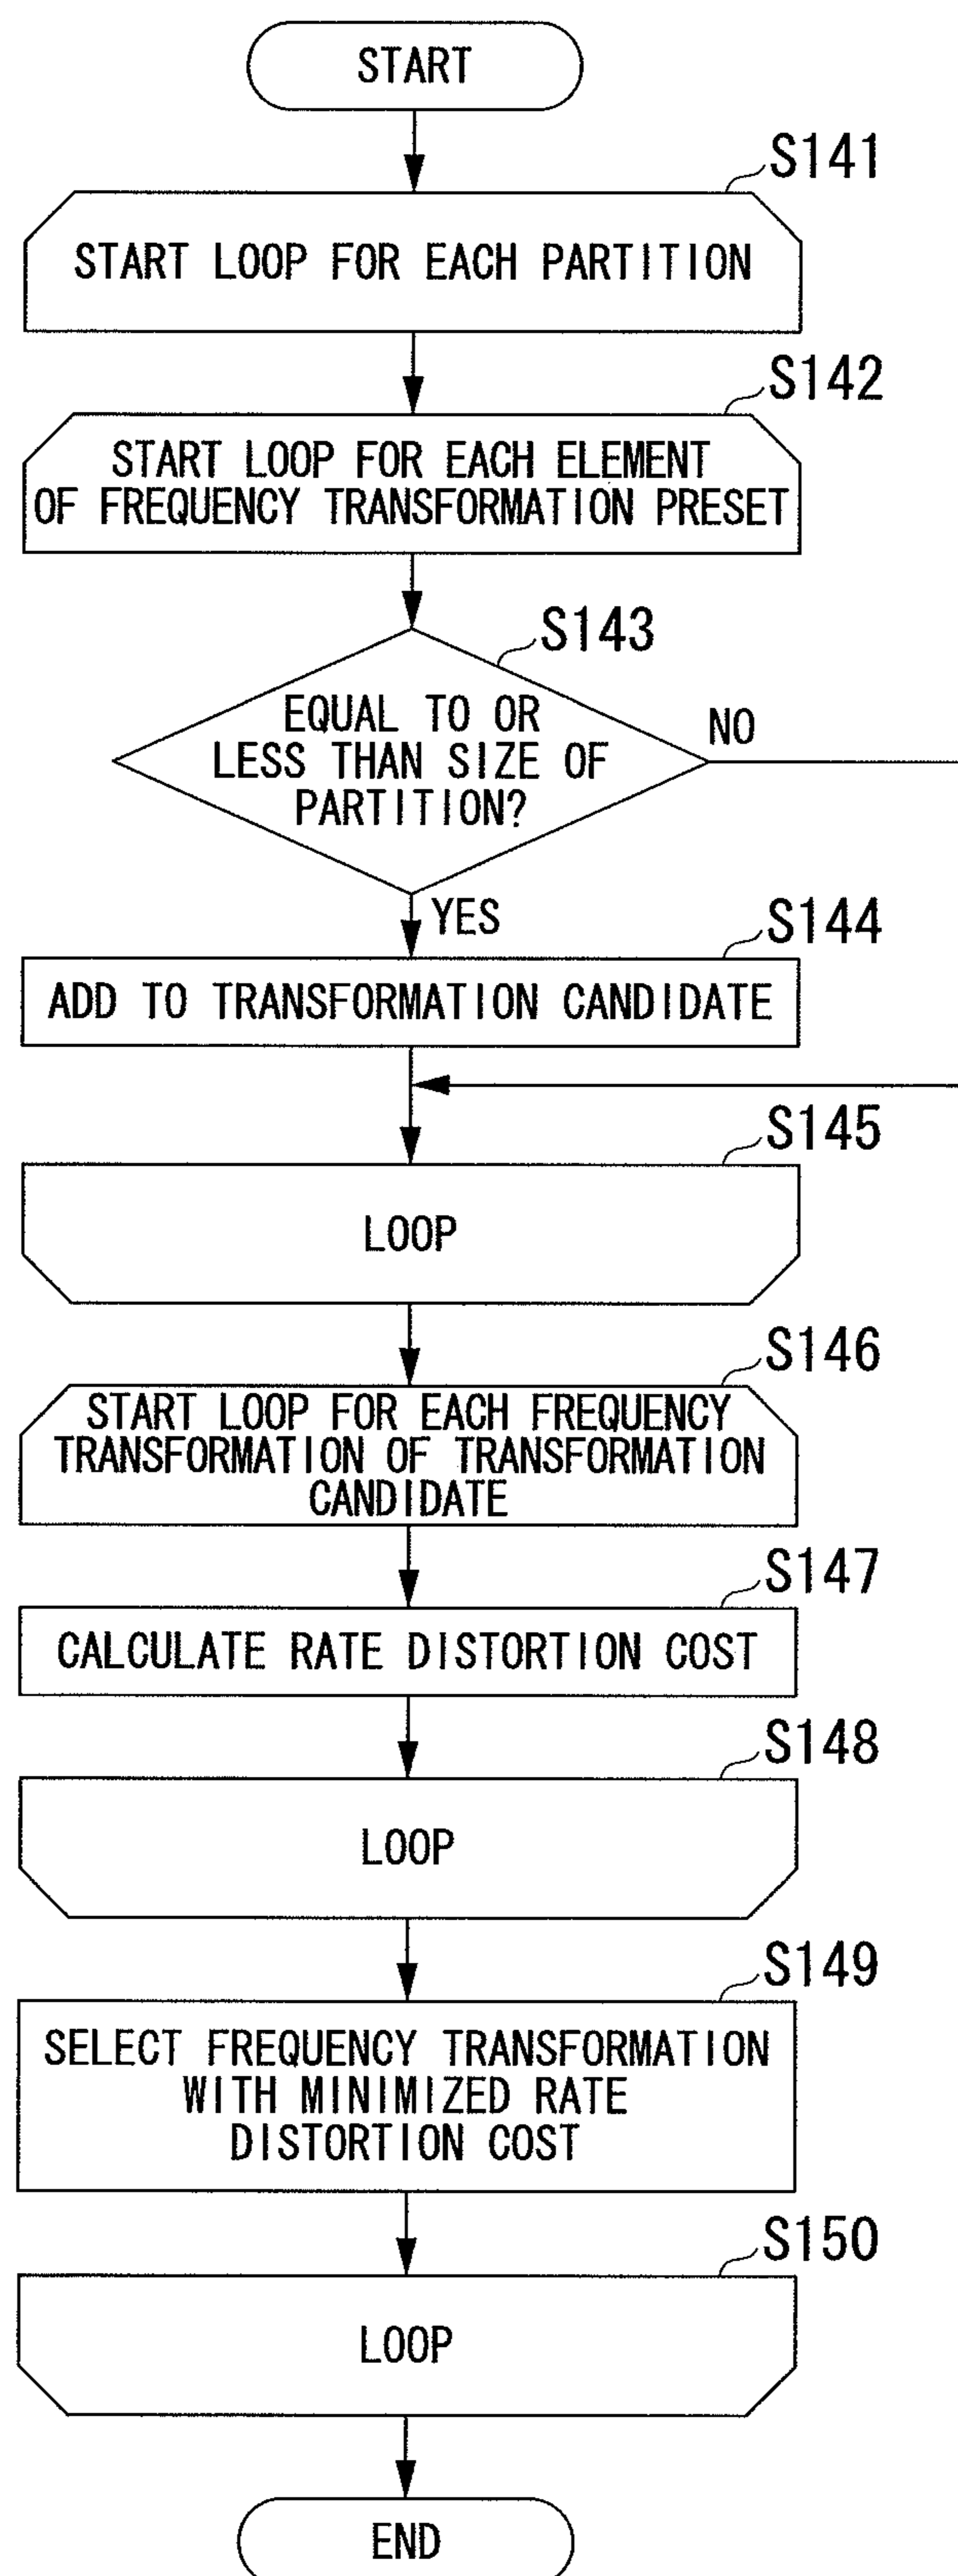 START
S141
START LOOP FOR EACH PARTITION
S142
START LOOP FOR EACH ELEMENT
OF FREQUENCY TRANSFORMATION PRESET
S143
EQUAL TO OR
LESS THAN SIZE OF
PARTITION?
NO
YES
S144
ADD TO TRANSFORMATION CANDIDATE
S145
LOOP
S146
START LOOP FOR EACH FREQUENCY
TRANSFORMATION OF TRANSFORMATION
CANDIDATE
S147
CALCULATE RATE DISTORTION COST
S148
LOOP
S149
SELECT FREQUENCY TRANSFORMATION
WITH MINIMIZED RATE
DISTORTION COST
S150
LOOP
END